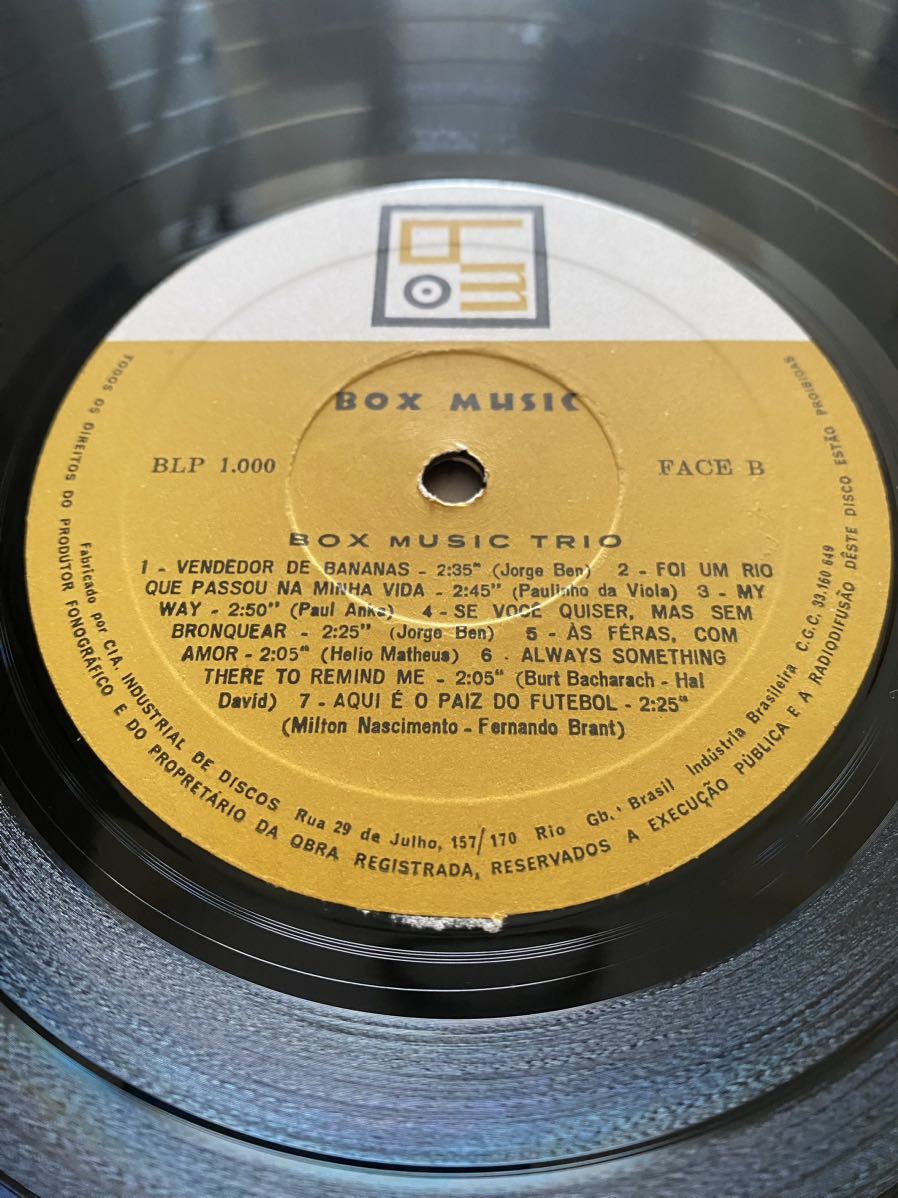 bm
BOX MUSIC
BLP 1.000
FACE B
BOX MUSIC TRIO
1 - VENDEDOR DE BANANAS - 2:35" (Jorge Ben) 2 - FOI UM RIO
QUE PASSOU NA MINHA VIDA - 2:45" (Paulinho da Viola) 3 - MY
WAY - 2:50" (Paul Anka) 4 - SE VOCÊ QUISER, MAS SEM
BRONQUEAR - 2:25" (Jorge Ben) 5 - ÀS FÉRAS, COM
AMOR - 2:05" (Helio Matheus) 6 - ALWAYS SOMETHING
THERE TO REMIND ME - 2:05" (Burt Bacharach - Hal
David) 7 - AQUI É O PAIZ DO FUTEBOL - 2:25"
(Milton Nascimento - Fernando Brant)
Fabricado por CIA. INDUSTRIAL DE DISCOS Rua 29 de Julho, 157/170 Rio Gb. Brasil Indústria Brasileira C.G.C. 33.160 649
TODOS OS DIREITOS DO PRODUTOR FONOGRÁFICO E DO PROPRETÁRIO DA OBRA REGISTRADA, RESERVADOS A EXECUÇÃO PÚBLICA E A RADIODIFUSÃO DÊSTE DISCO ESTÃO PROIBIDAS